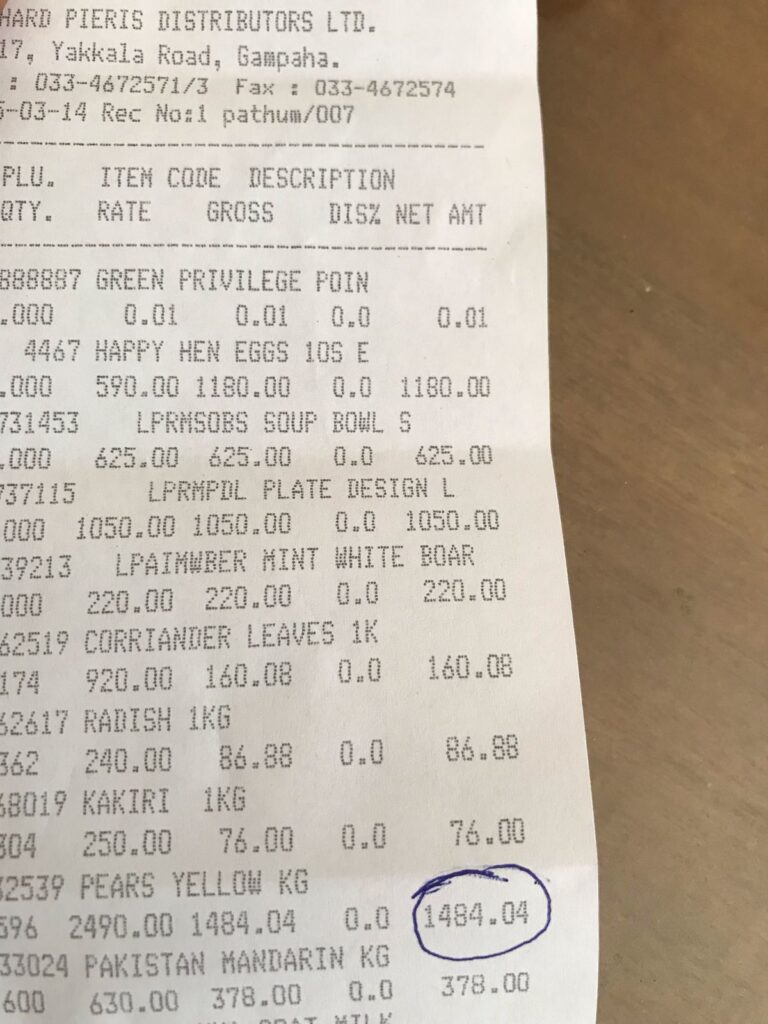 HARD PIERIS DISTRIBUTORS LTD.
17, Yakkala Road, Gampaha.
: 033-4672571/3 Fax : 033-4672574
5-03-14 Rec No:1 pathum/007
PLU. ITEM CODE DESCRIPTION
QTY. RATE GROSS DIS% NET AMT
888887 GREEN PRIVILEGE POIN
.000 0.01 0.01 0.0 0.01
4467 HAPPY HEN EGGS 10S E
.000 590.00 1180.00 0.0 1180.00
731453 LPRMSOBS SOUP BOWL S
.000 625.00 625.00 0.0 625.00
737115 LPRMPDL PLATE DESIGN L
.000 1050.00 1050.00 0.0 1050.00
39213 LPAIMWBER MINT WHITE BOAR
000 220.00 220.00 0.0 220.00
62519 CORRIANDER LEAVES 1K
174 920.00 160.08 0.0 160.08
62617 RADISH 1KG
362 240.00 86.88 0.0 86.88
68019 KAKIRI 1KG
304 250.00 76.00 0.0 76.00
32539 PEARS YELLOW KG
596 2490.00 1484.04 0.0 1484.04
33024 PAKISTAN MANDARIN KG
600 630.00 378.00 0.0 378.00
MILK